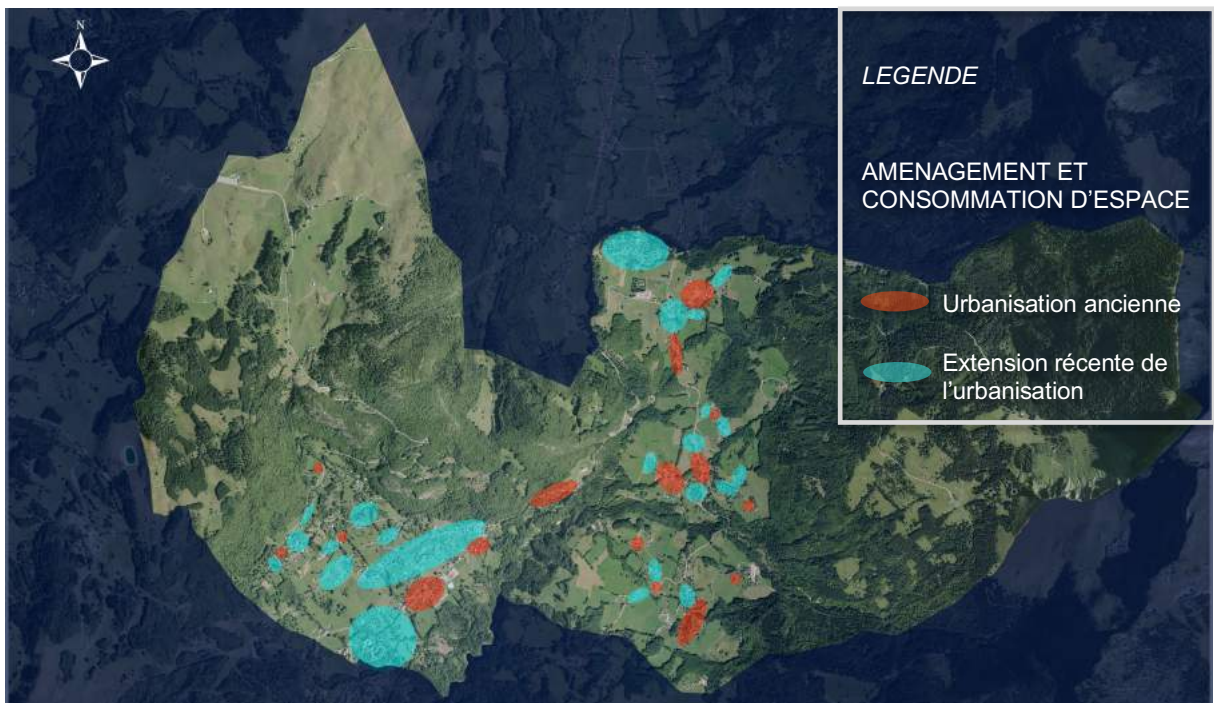 N
LEGENDE
AMENAGEMENT ET
CONSOMMATION D'ESPACE
Urbanisation ancienne
Extension récente de
l'urbanisation